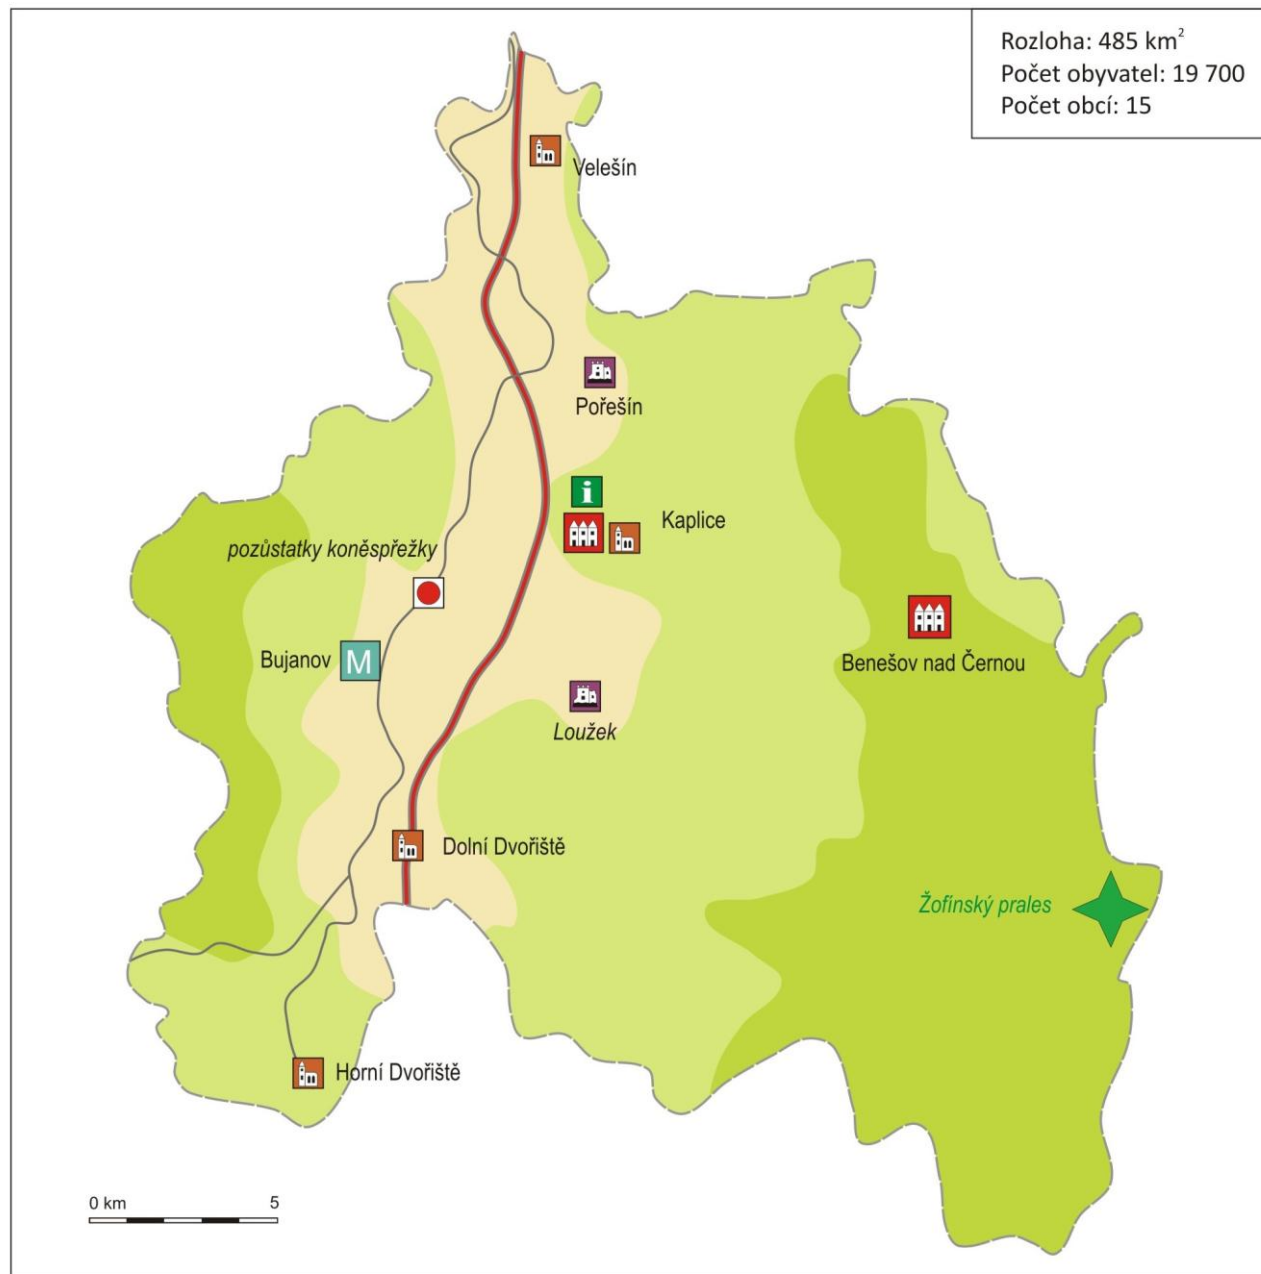 Rozloha: 485 km²
Počet obyvatel: 19 700
Počet obcí: 15
Velešín
Pořešín
i
Kaplice
pozůstatky koněspřežky
Bujanov
M
Benešov nad Černou
Loužek
Dolní Dvořiště
Žofínský prales
Horní Dvořiště
0 km 5